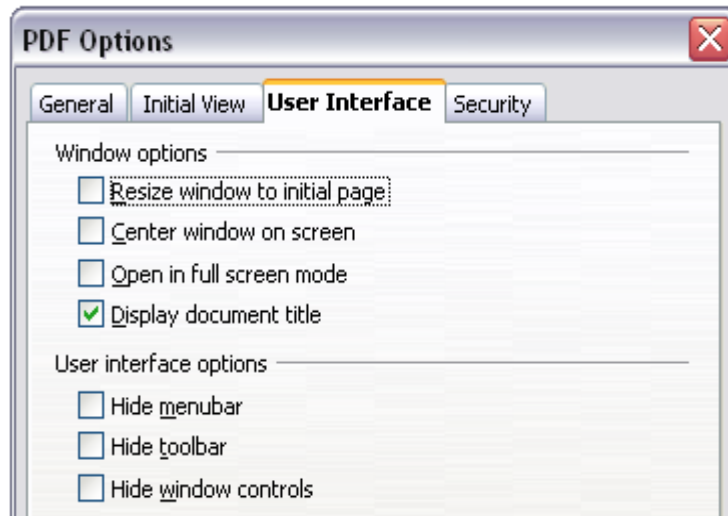 PDF Options
General Initial View User Interface Security
Window options
Resize window to initial page
Center window on screen
Open in full screen mode
Display document title
User interface options
Hide menubar
Hide toolbar
Hide window controls